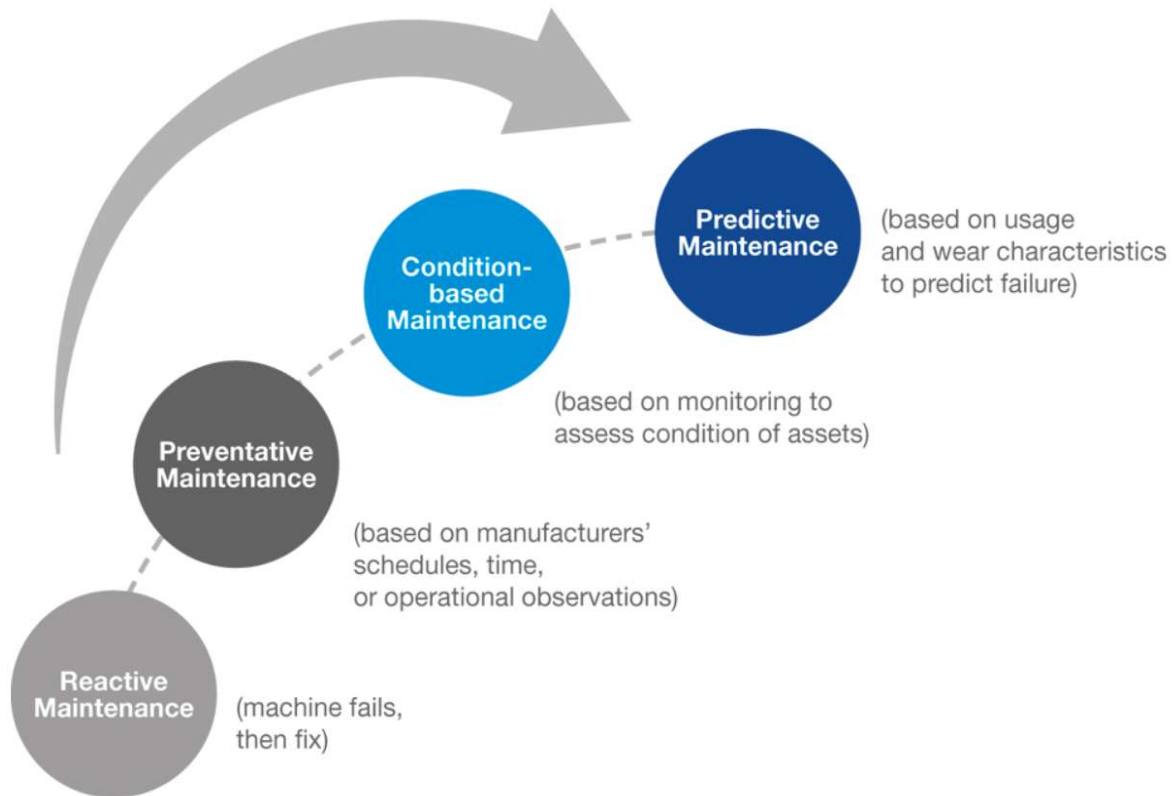 Predictive
Maintenance
(based on usage
and wear characteristics
to predict failure)
Condition-
based
Maintenance
(based on monitoring to
assess condition of assets)
Preventative
Maintenance
(based on manufacturers’
schedules, time,
or operational observations)
Reactive
Maintenance
(machine fails,
then fix)